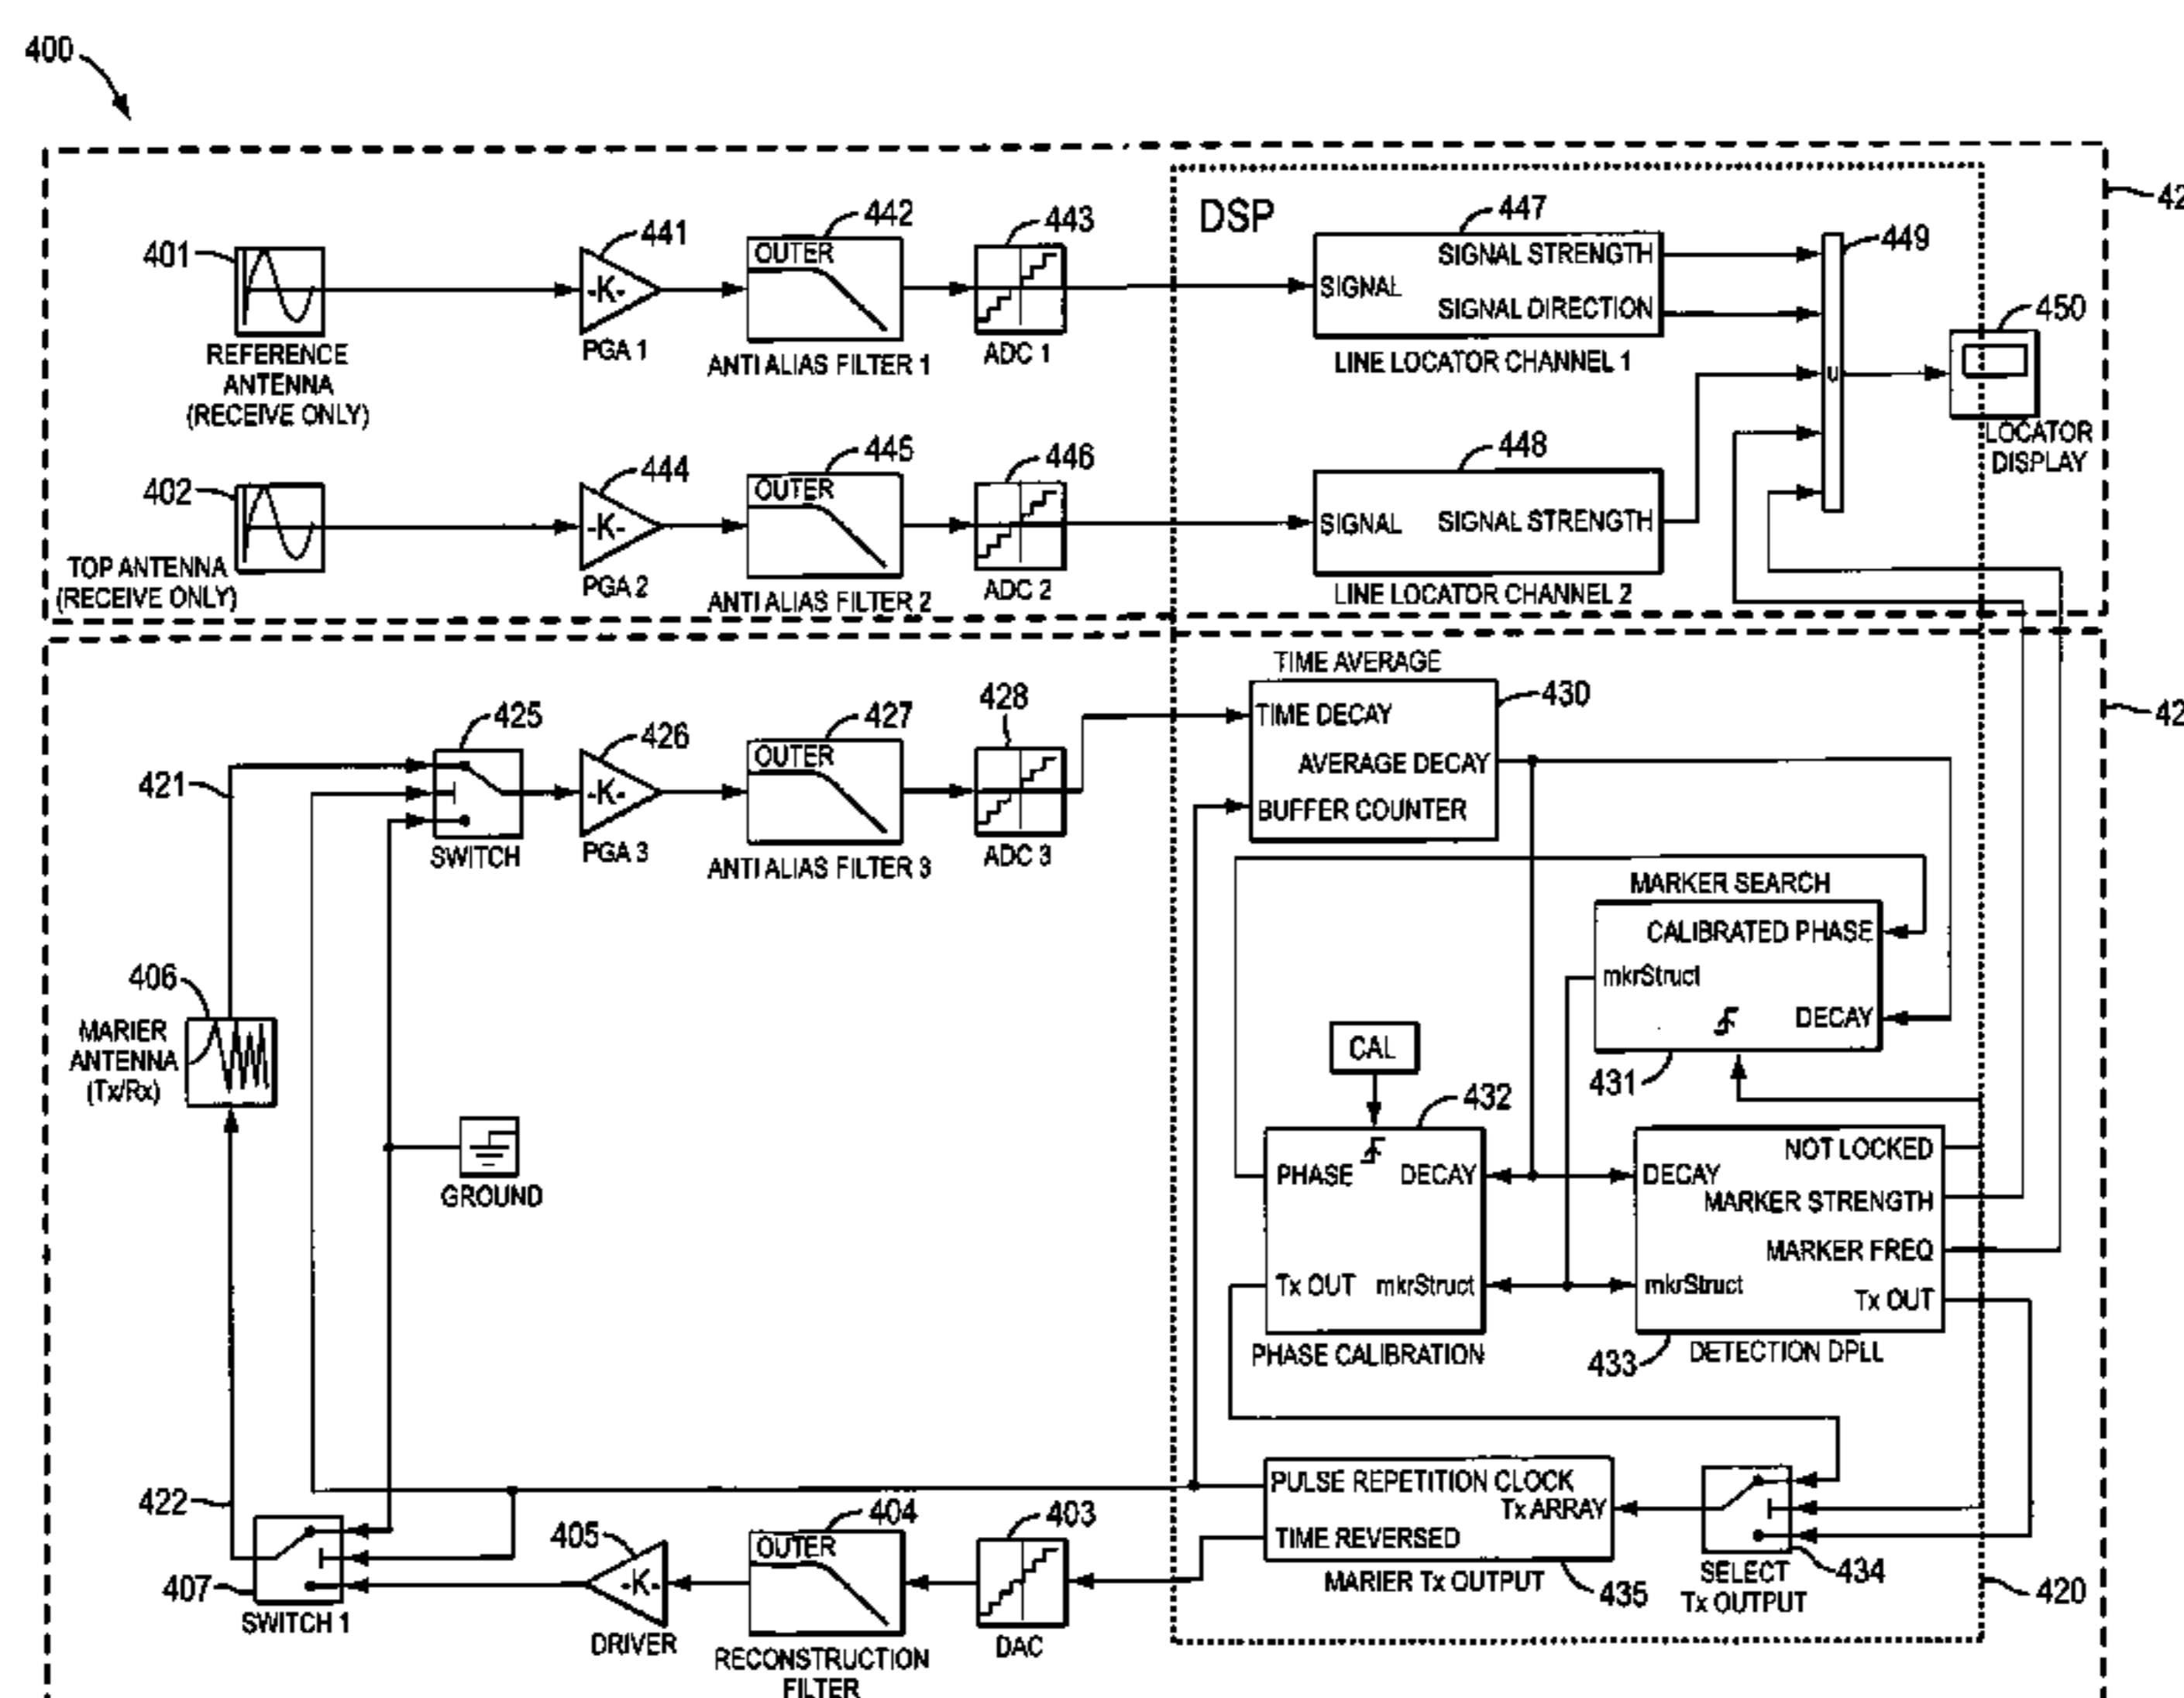 400
42
DSP
447
449
441
442
443
401
OUTER
-K-
SIGNAL
SIGNAL STRENGTH
SIGNAL DIRECTION
450
REFERENCE
ANTENNA
(RECEIVE ONLY)
PGA 1
ANTI ALIAS FILTER 1
ADC 1
LINE LOCATOR CHANNEL 1
u
LOCATOR
DISPLAY
402
444
445
446
448
OUTER
-K-
SIGNAL
SIGNAL STRENGTH
TOP ANTENNA
(RECEIVE ONLY)
PGA 2
ANTI ALIAS FILTER 2
ADC 2
LINE LOCATOR CHANNEL 2
TIME AVERAGE
430
42
TIME DECAY
AVERAGE DECAY
BUFFER COUNTER
421
425
426
427
428
OUTER
-K-
SWITCH
PGA 3
ANTI ALIAS FILTER 3
ADC 3
MARKER SEARCH
CALIBRATED PHASE
mkrStruct
DECAY
431
406
MARIER
ANTENNA
(Tx/Rx)
GROUND
CAL
432
PHASE
DECAY
Tx OUT
mkrStruct
PHASE CALIBRATION
DECAY
NOT LOCKED
MARKER STRENGTH
MARKER FREQ
mkrStruct
Tx OUT
433
DETECTION DPLL
422
407
SWITCH 1
405
-K-
DRIVER
404
OUTER
RECONSTRUCTION
FILTER
403
DAC
PULSE REPETITION CLOCK
Tx ARRAY
TIME REVERSED
MARIER Tx OUTPUT
435
SELECT
Tx OUTPUT
434
420